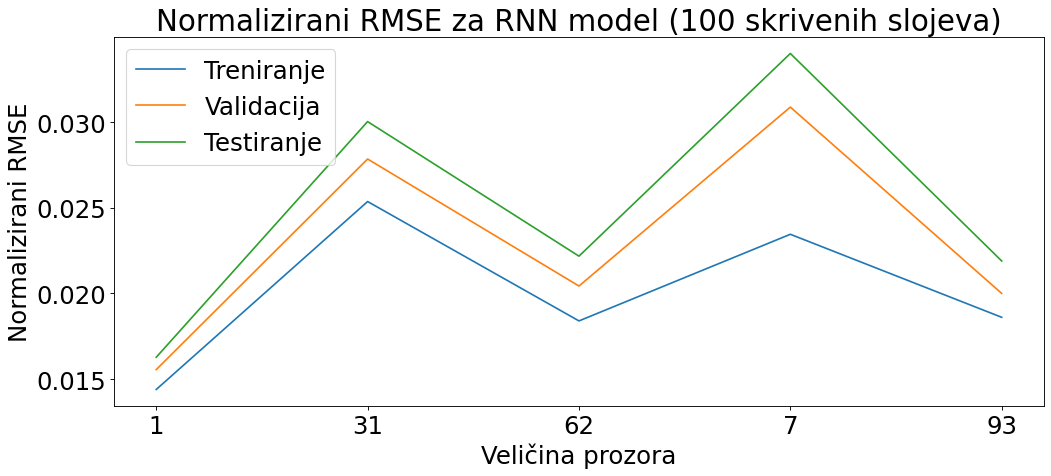 Normalizirani RMSE za RNN model (100 skrivenih slojeva)
Treniranje
Validacija
Testiranje
Normalizirani RMSE
0.030
0.025
0.020
0.015
1 31 62 7 93
Veličina prozora